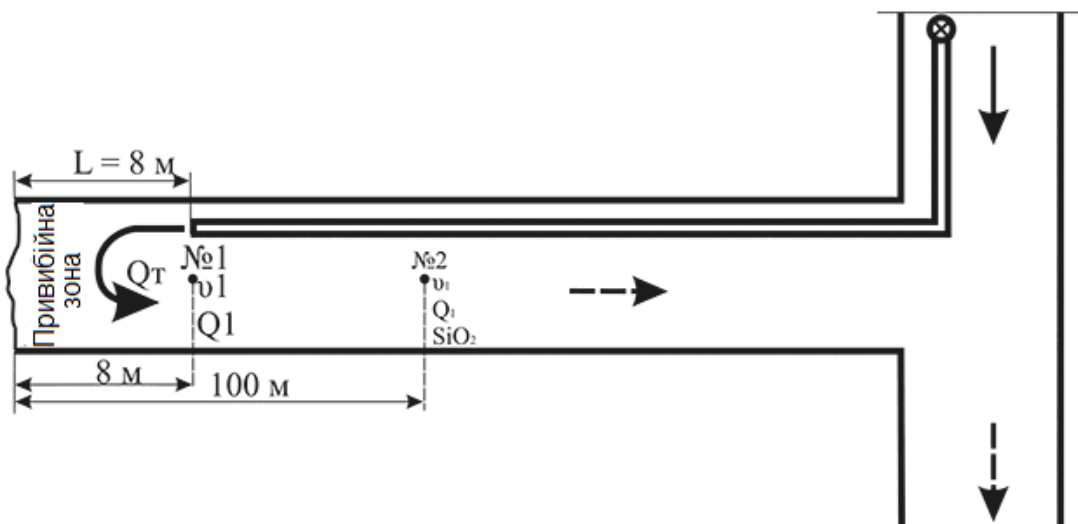 L = 8 м
Привибійна
зона
Qт
№1
υ1
Q1
№2
υ₁
Q₁
SiO₂
8 м
100 м